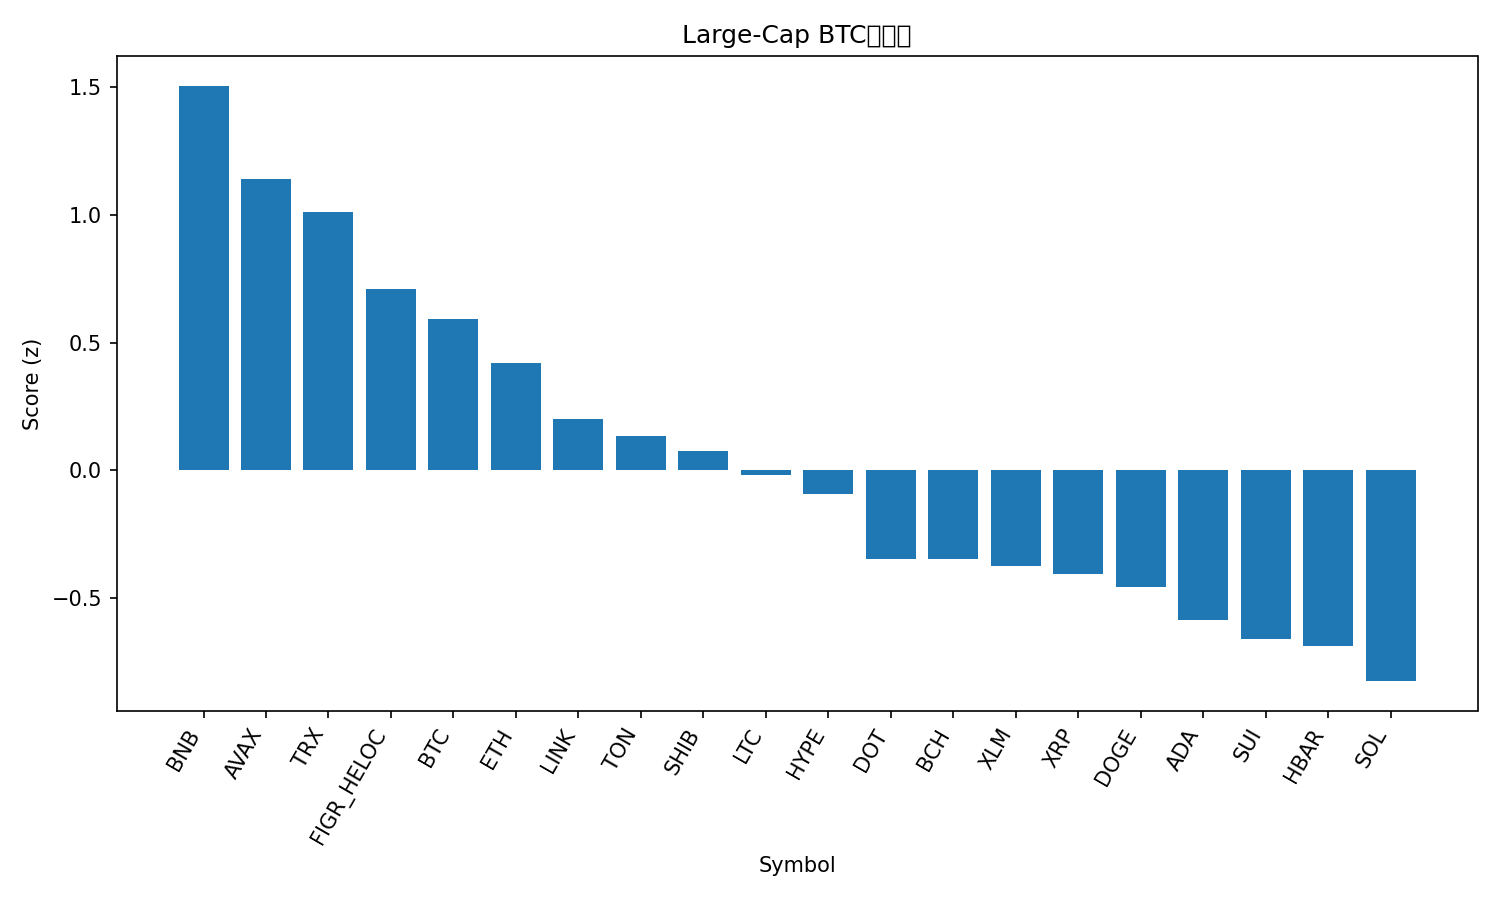 Large-Cap BTC
1.5
1.0
0.5
0.0
−0.5
Score (z)
BNB
AVAX
TRX
FIGR_HELOC
BTC
ETH
LINK
TON
SHIB
LTC
HYPE
DOT
BCH
XLM
XRP
DOGE
ADA
SUI
HBAR
SOL
Symbol